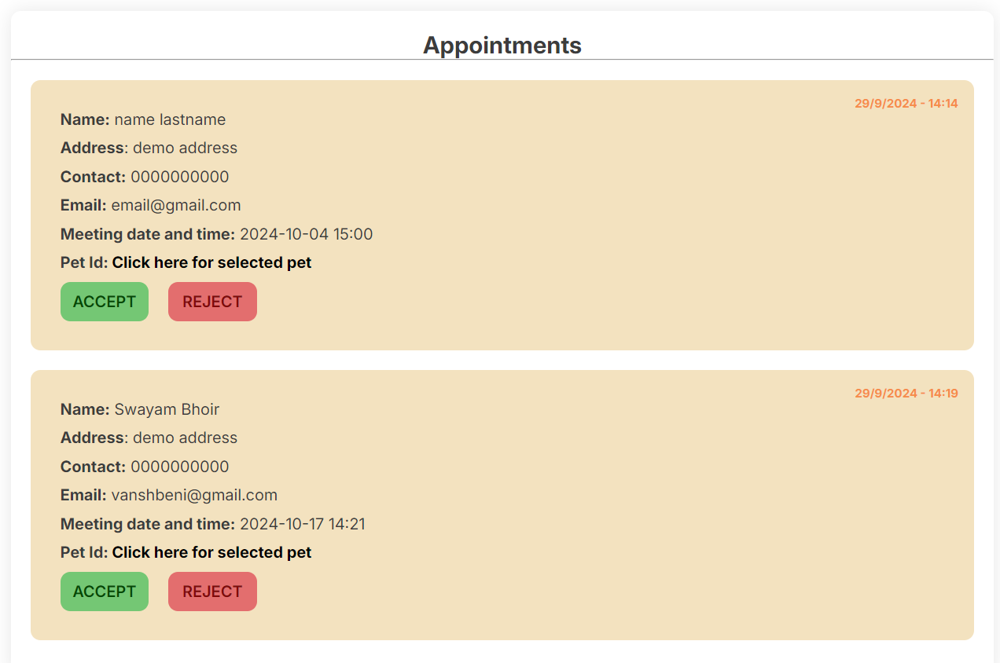 Appointments
29/9/2024 - 14:14
Name: name lastname
Address: demo address
Contact: 0000000000
Email: email@gmail.com
Meeting date and time: 2024-10-04 15:00
Pet Id: Click here for selected pet
ACCEPT REJECT
29/9/2024 - 14:19
Name: Swayam Bhoir
Address: demo address
Contact: 0000000000
Email: vanshbeni@gmail.com
Meeting date and time: 2024-10-17 14:21
Pet Id: Click here for selected pet
ACCEPT REJECT